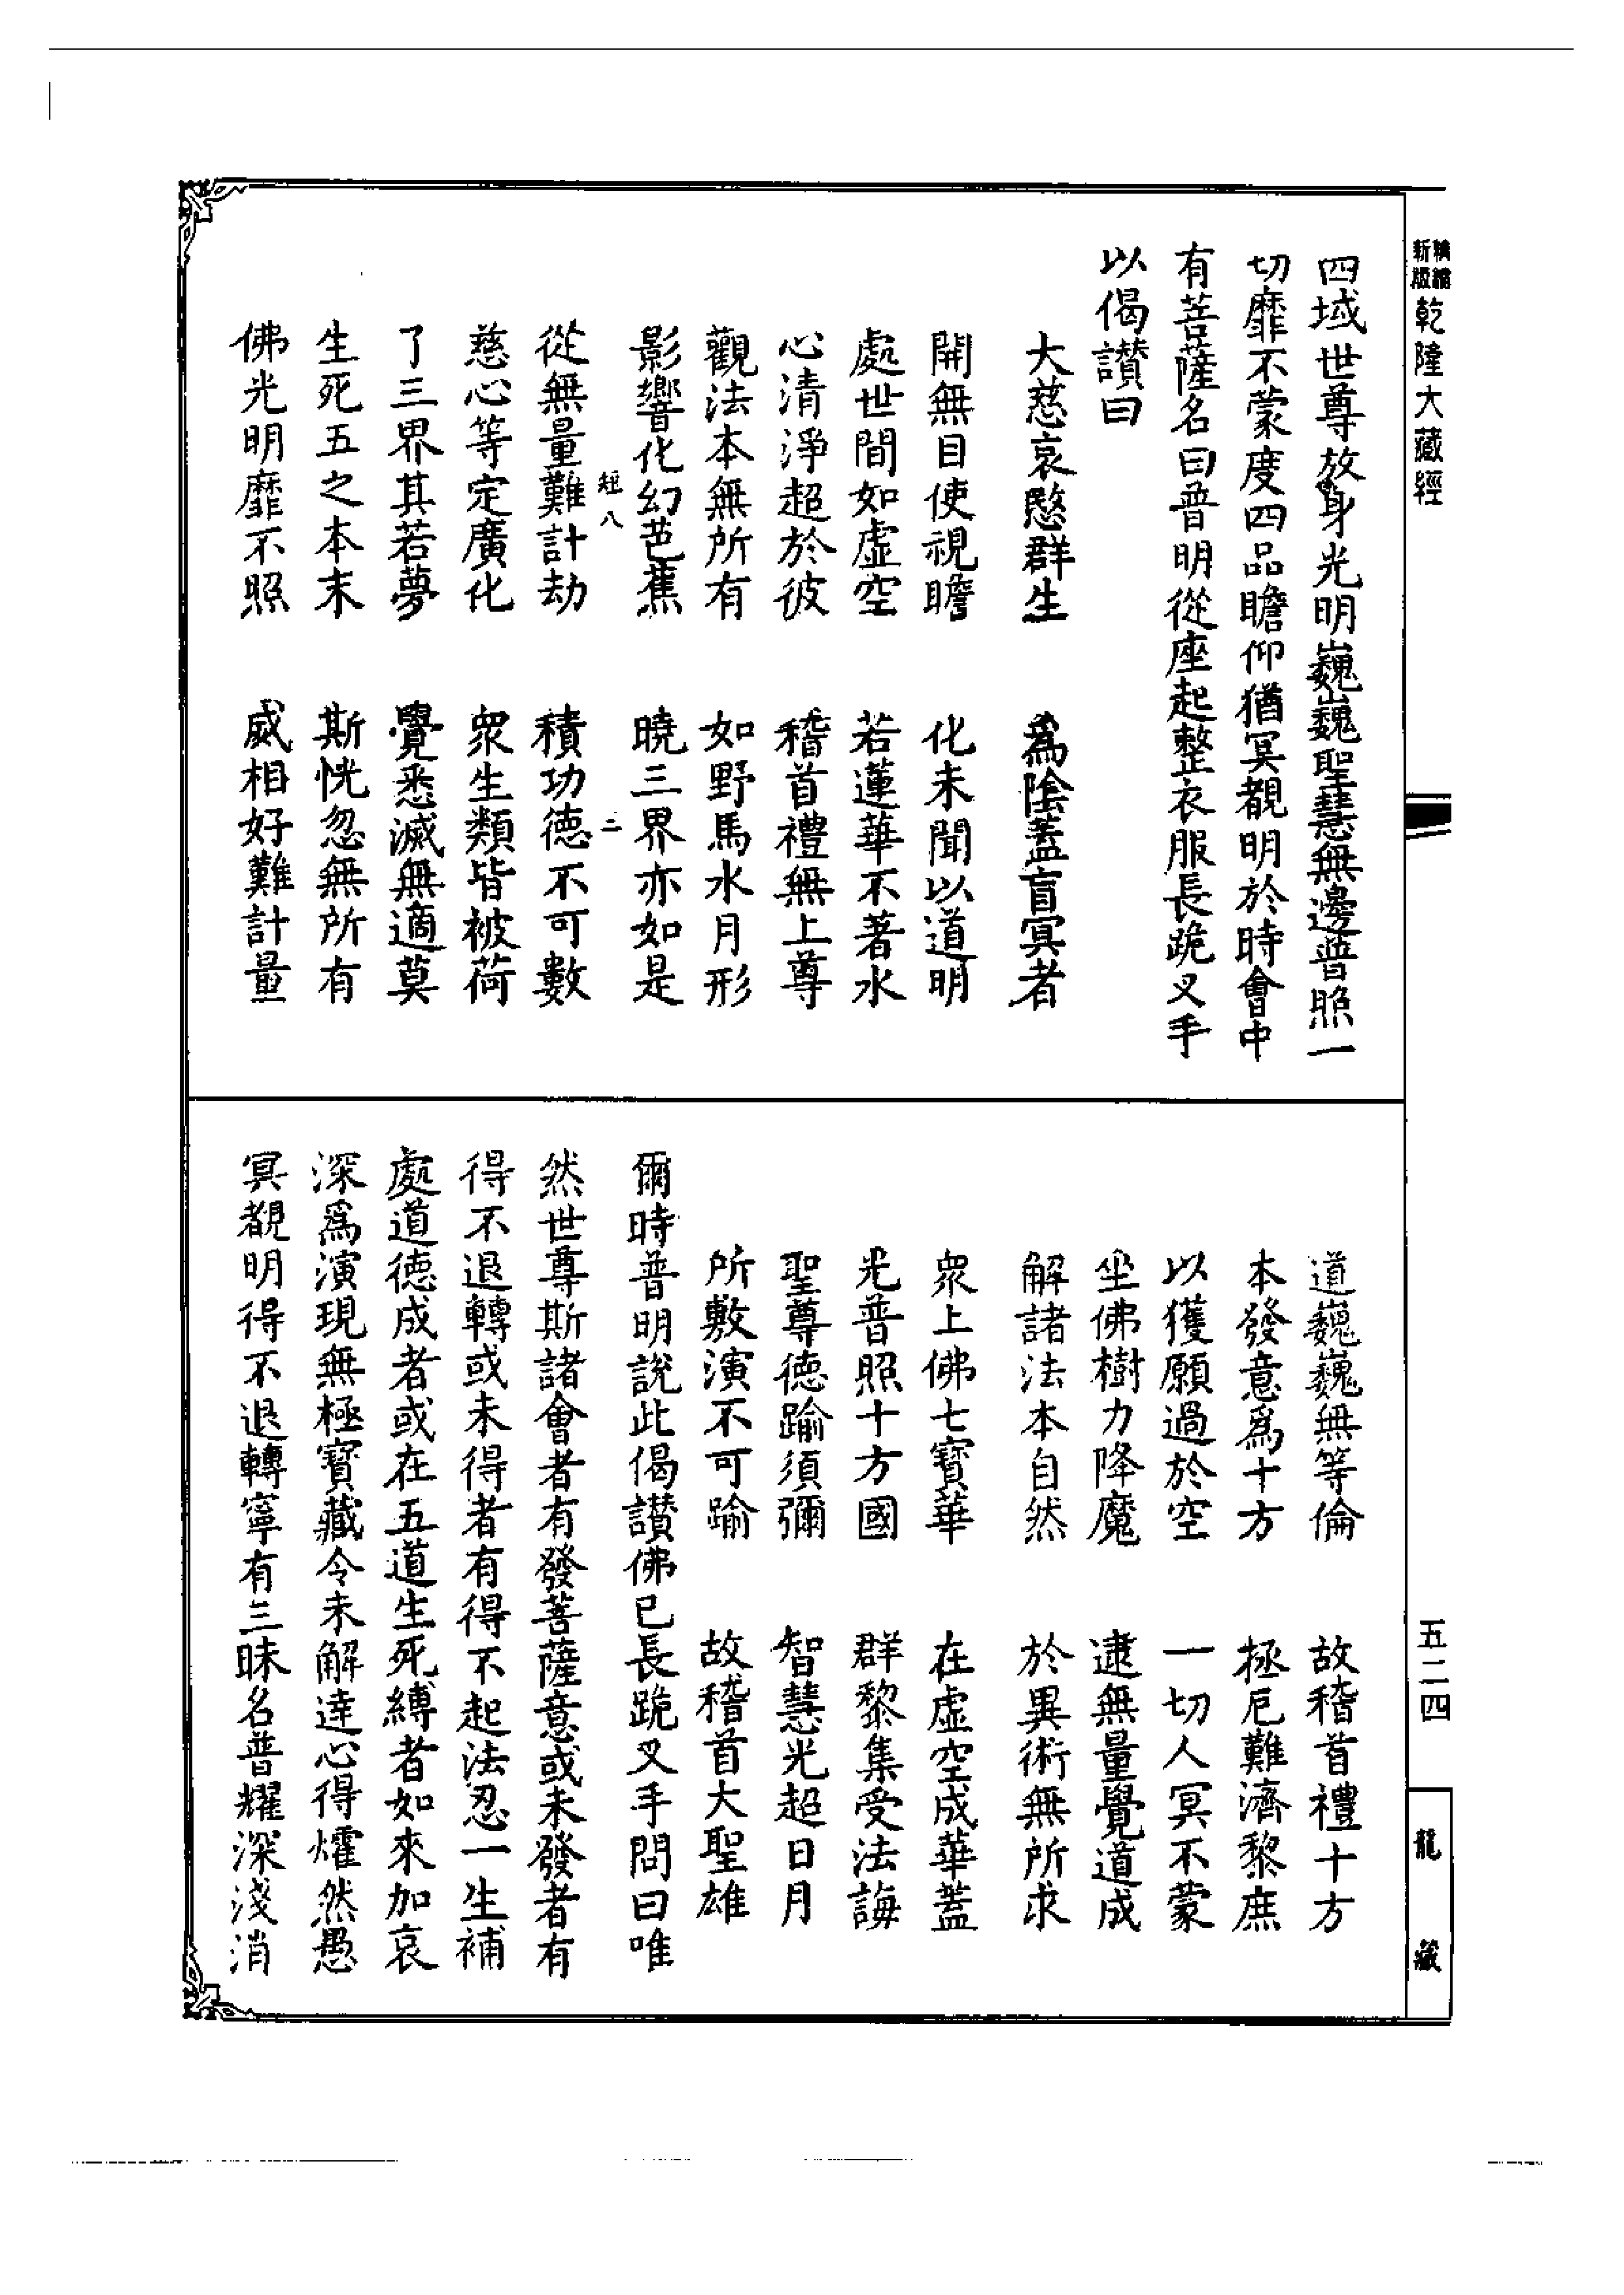 新版 精縮 乾隆大藏經
四域世尊放身光明巍巍聖慧無邊普照一
切靡不蒙度四品瞻仰猶冥覩明於時會中
有菩薩名曰普明從座起整衣服長跪叉手
以偈讚曰
大慈哀愍群生　為陰蓋盲冥者
開無目使視瞻　化未聞以道明
處世間如虛空　若蓮華不著水
心清淨超於彼　稽首禮無上尊
觀法本無所有　如野馬水月形
影響化幻芭蕉　曉三界亦如是
短八　二
從無量難計劫　積功德不可數
慈心等定廣化　衆生類皆被荷
了三界其若夢　覺悉滅無適莫
生死五之本末　斯恍忽無所有
佛光明靡不照　威相好難計量
道巍巍無等倫　故稽首禮十方
本發意爲十方　拯厄難濟黎庶
以獲願過於空　一切人冥不蒙
坐佛樹力降魔　逮無量覺道成
解諸法本自然　於異術無所求
衆上佛七寶華　在虛空成華蓋
光普照十方國　群黎集受法誨
聖尊德踰須彌　智慧光超日月
所敷演不可踰　故稽首大聖雄
爾時普明說此偈讚佛已長跪叉手問曰唯
然世尊斯諸會者有發菩薩意或未發者有
得不退轉或未得者有得不起法忍一生補
處道德成者或在五道生死縛者如來加哀
深爲演現無極寶藏令未解達心得燿然愚
冥覩明得不退轉寧有三昧名普耀深淺消
五二四
龍藏